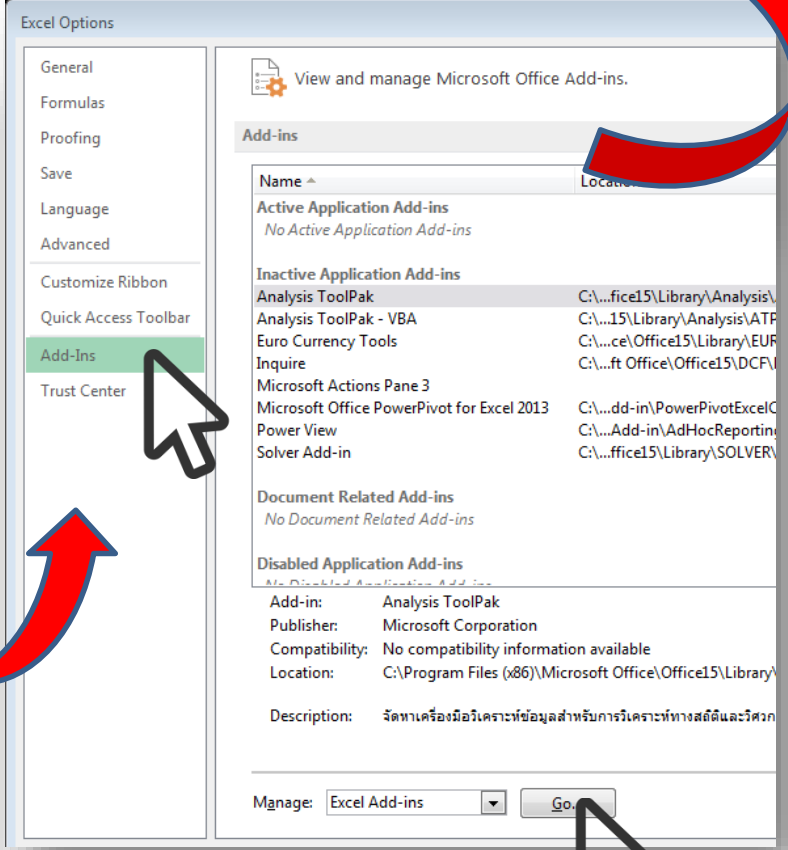 Excel Options
General
Formulas
Proofing
Save
Language
Advanced
Customize Ribbon
Quick Access Toolbar
Add-Ins
Trust Center
View and manage Microsoft Office Add-ins.
Add-ins
Name
Active Application Add-ins
No Active Application Add-ins
Inactive Application Add-ins
Analysis ToolPak C:\...fice15\Library\Analysis\
Analysis ToolPak - VBA C:\...15\Library\Analysis\ATP
Euro Currency Tools C:\...ce\Office15\Library\EUR
Inquire C:\...ft Office\Office15\DCF\
Microsoft Actions Pane 3
Microsoft Office PowerPivot for Excel 2013 C:\...dd-in\PowerPivotExcelC
Power View C:\...Add-in\AdHocReporting
Solver Add-in C:\...ffice15\Library\SOLVER\
Document Related Add-ins
No Document Related Add-ins
Disabled Application Add-ins
Add-in: Analysis ToolPak
Publisher: Microsoft Corporation
Compatibility: No compatibility information available
Location: C:\Program Files (x86)\Microsoft Office\Office15\Library\
Description: จัดหาเครื่องมือวิเคราะห์ข้อมูลสำหรับการวิเคราะห์ทางสถิติและวิศวก
Manage: Excel Add-ins Go..